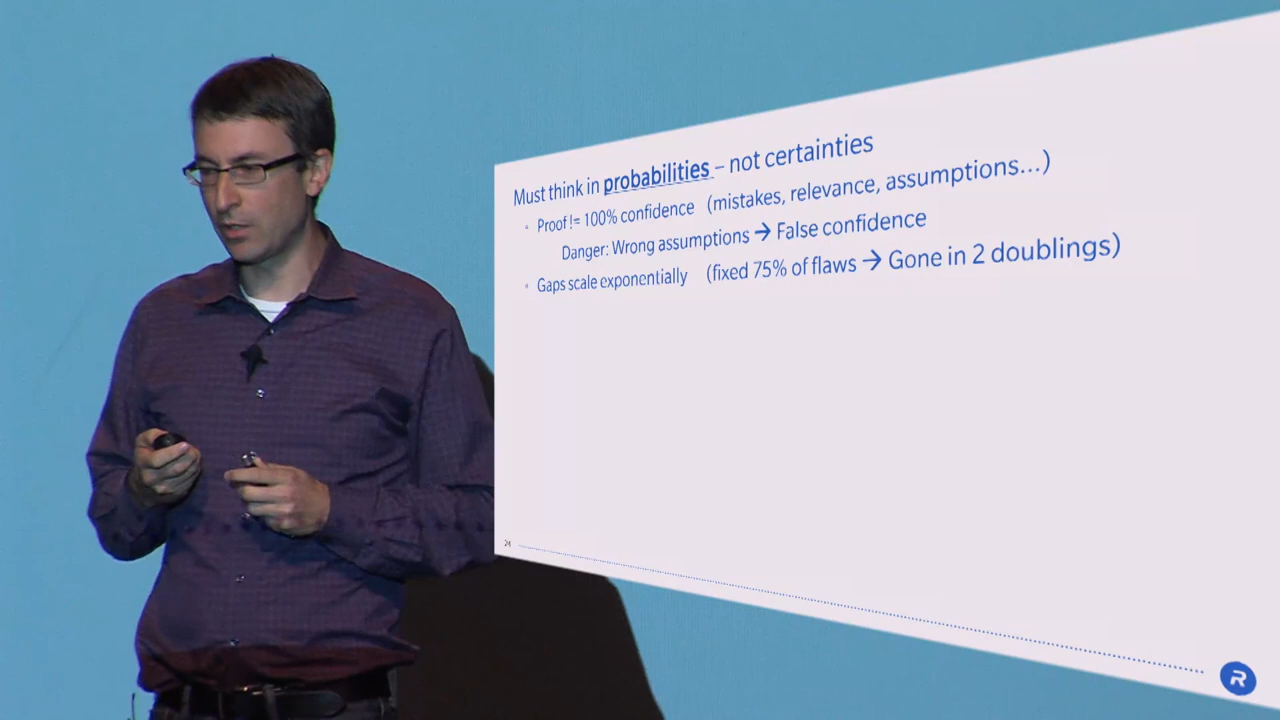 Must think in probabilities – not certainties
• Proof != 100% confidence (mistakes, relevance, assumptions...)
Danger: Wrong assumptions → False confidence
• Gaps scale exponentially (fixed 75% of flaws → Gone in 2 doublings)
24
R